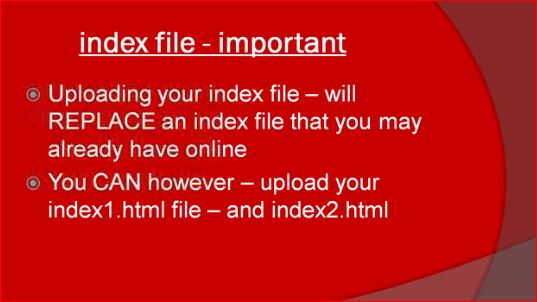 index file - important
Uploading your index file – will
REPLACE an index file that you may
already have online
You CAN however – upload your
index1.html file – and index2.html